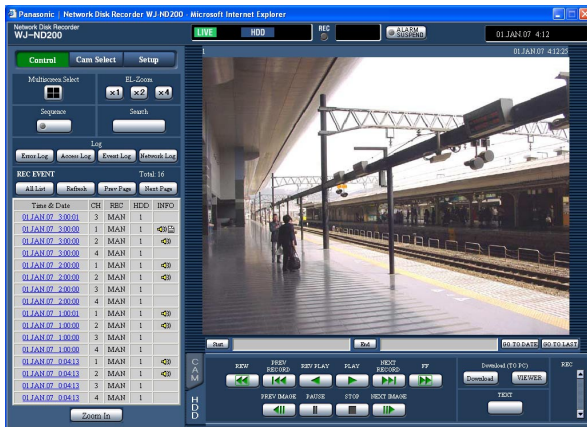 Panasonic | Network Disk Recorder WJ-ND200 - Microsoft Internet Explorer
Network Disk Recorder
WJ-ND200
LIVE HDD REC ALARM SUSPEND 01.JAN.07 4:12
Control Cam Select Setup
Multiscreen Select EL-Zoom
x1 x2 x4
Sequence Search
Log
Error Log Access Log Event Log Network Log
REC EVENT Total: 16
All List Refresh Prev Page Next Page
Time & Date CH REC HDD INFO
01.JAN.07 3:00:01 3 MAN 1
01.JAN.07 3:00:00 1 MAN 1
01.JAN.07 3:00:00 2 MAN 1
01.JAN.07 3:00:00 4 MAN 1
01.JAN.07 2:00:00 1 MAN 1
01.JAN.07 2:00:00 2 MAN 1
01.JAN.07 2:00:00 3 MAN 1
01.JAN.07 2:00:00 4 MAN 1
01.JAN.07 1:00:01 1 MAN 1
01.JAN.07 1:00:00 2 MAN 1
01.JAN.07 1:00:00 3 MAN 1
01.JAN.07 1:00:00 4 MAN 1
01.JAN.07 0:04:13 1 MAN 1
01.JAN.07 0:04:13 2 MAN 1
01.JAN.07 0:04:13 3 MAN 1
01.JAN.07 0:04:13 4 MAN 1
Zoom In
1 01.JAN.07 4:12:25
Start End GO TO DATE GO TO LAST
CAM
HDD
REW PREV RECORD REV PLAY PLAY NEXT RECORD FF
PREV IMAGE PAUSE STOP NEXT IMAGE
Download (TO PC)
Download VIEWER
TEXT
REC